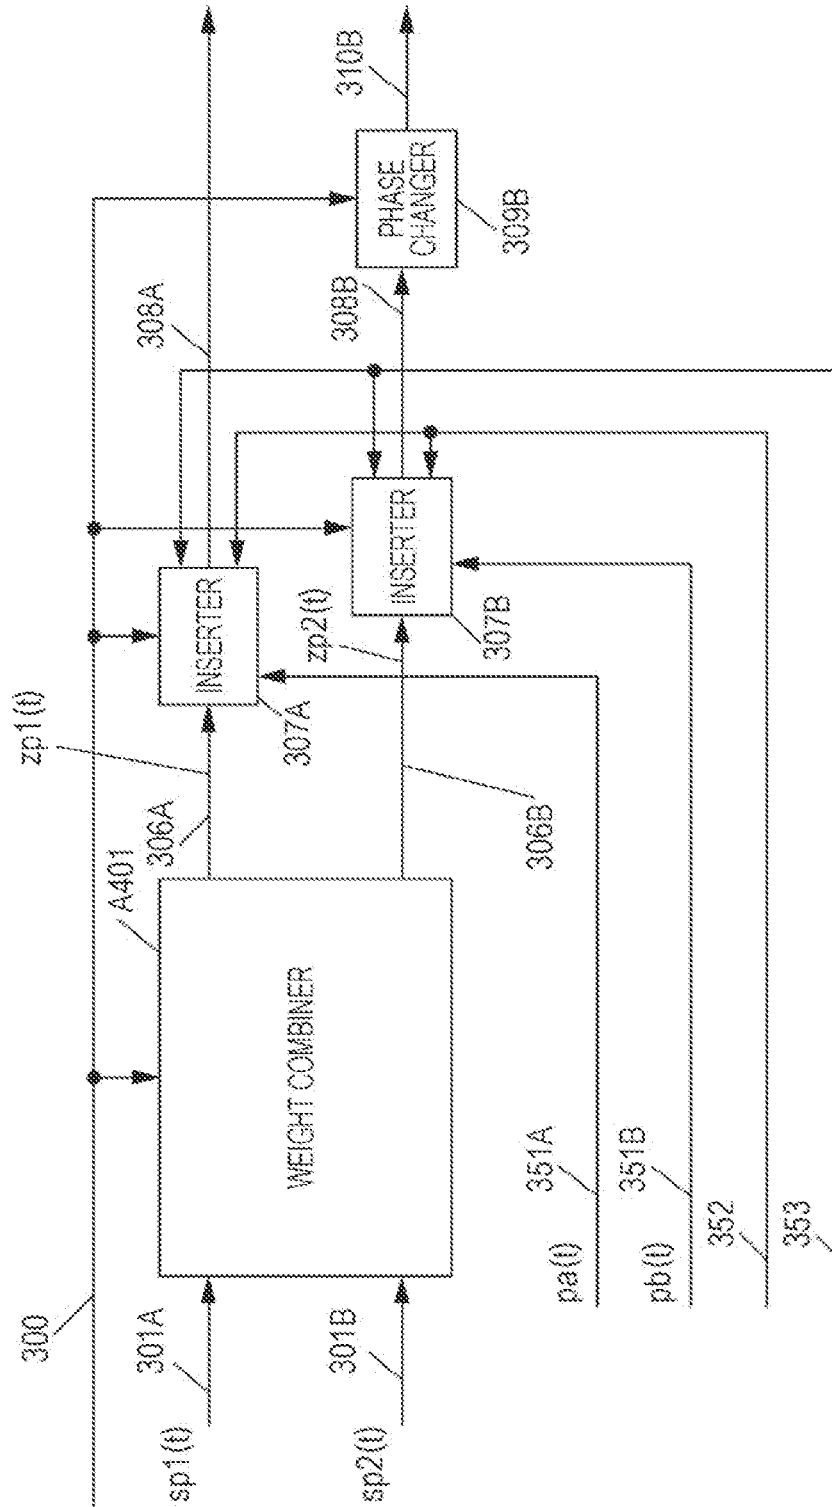 300
sp1(t)
301A
sp2(t)
301B
A401
WEIGHT COMBINER
306A
zp1(t)
306B
zp2(t)
307A
INSERTER
307B
INSERTER
308A
308B
PHASE
CHANGER
309B
310B
pa(t)
351A
pb(t)
351B
352
353